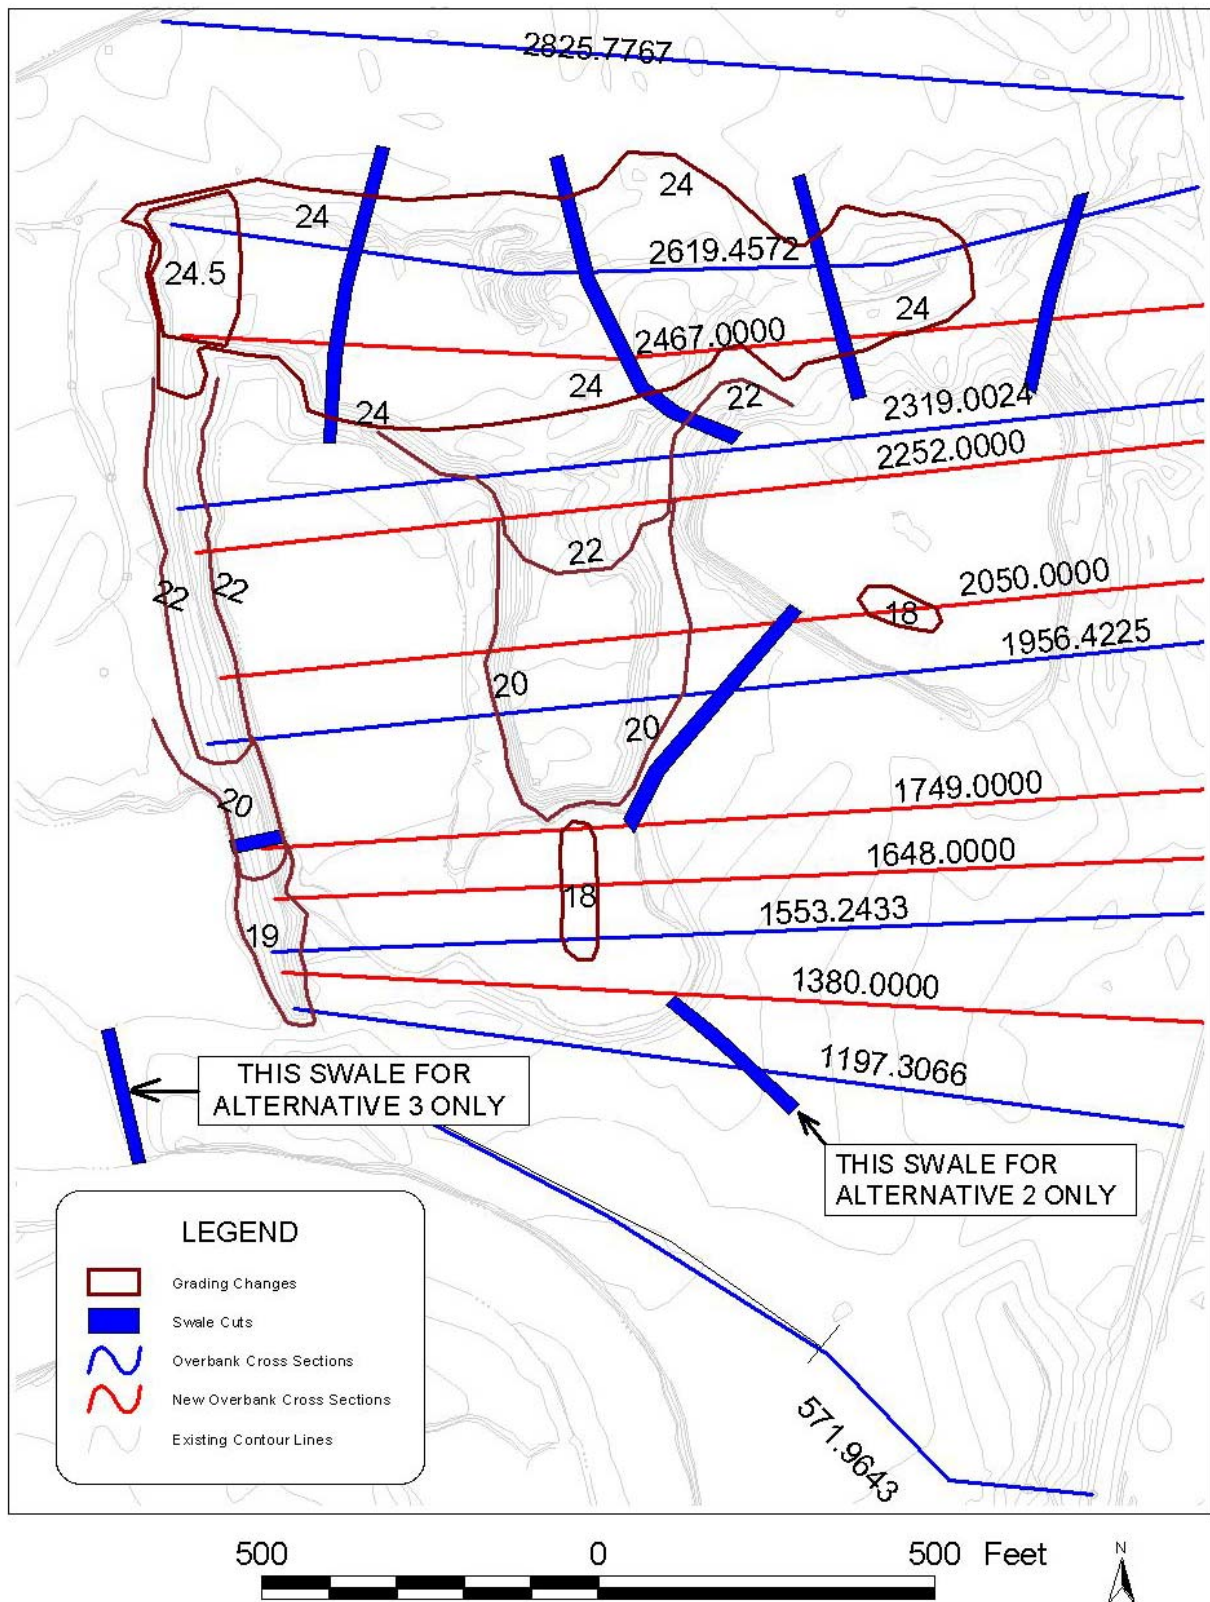 2825.7767
24
24
24.5
2619.4572
24
2467.0000
24
24
22
2319.0024
2252.0000
22
22
22
2050.0000
18
1956.4225
20
20
1749.0000
20
1648.0000
18
1553.2433
19
1380.0000
1197.3066
THIS SWALE FOR
ALTERNATIVE 3 ONLY
THIS SWALE FOR
ALTERNATIVE 2 ONLY
571.9643
LEGEND
Grading Changes
Swale Cuts
Overbank Cross Sections
New Overbank Cross Sections
Existing Contour Lines
500 0 500 Feet
N